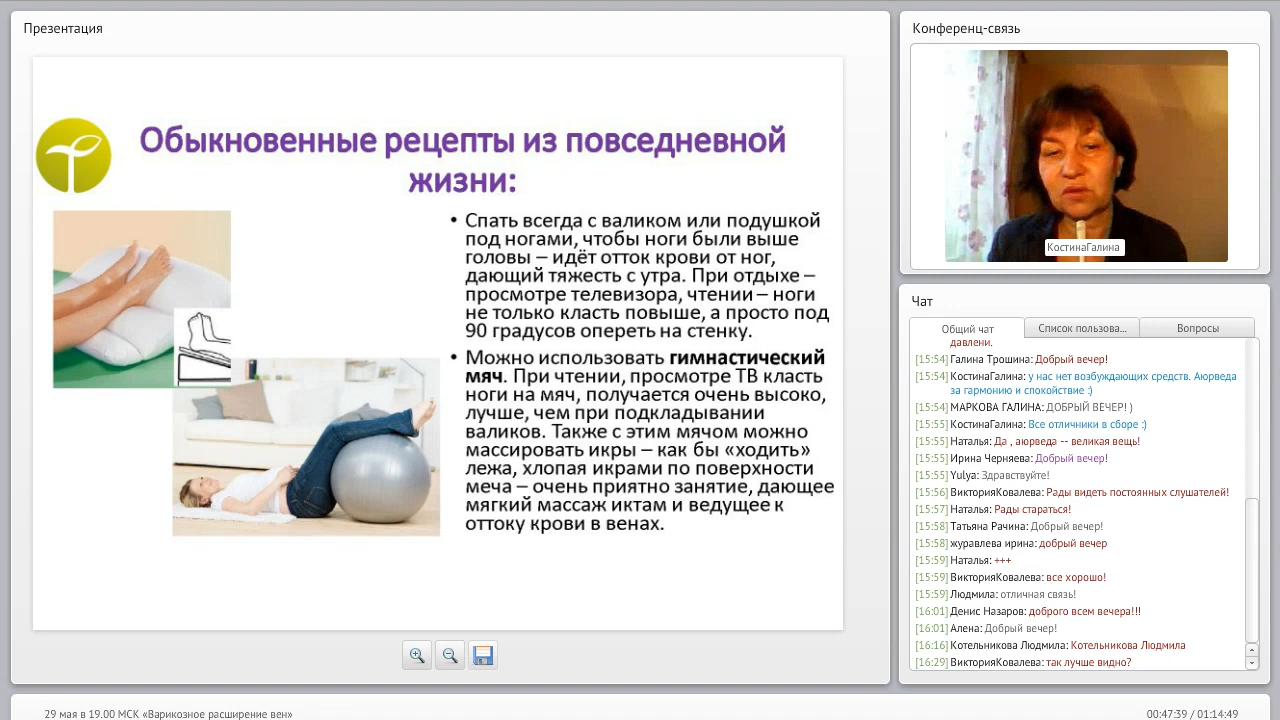 Презентация
Обыкновенные рецепты из повседневной
жизни:
• Спать всегда с валиком или подушкой
под ногами, чтобы ноги были выше
головы – идёт отток крови от ног,
дающий тяжесть с утра. При отдыхе –
просмотре телевизора, чтении – ноги
не только класть повыше, а просто под
90 градусов опереть на стенку.
• Можно использовать гимнастический
мяч. При чтении, просмотре ТВ класть
ноги на мяч, получается очень высоко,
лучше, чем при подкладывании
валиков. Также с этим мячом можно
массировать икры – как бы «ходить»
лежа, хлопая икрами по поверхности
меча – очень приятно занятие, дающее
мягкий массаж иктам и ведущее к
оттоку крови в венах.
Конференц-связь
КостинаГалина
Чат
Общий чат
Список пользова...
Вопросы
давлени.
[15:54] Галина Трошина: Добрый вечер!
[15:54] КостинаГалина: у нас нет возбуждающих средств. Аюрведа
за гармонию и спокойствие :)
[15:54] МАРКОВА ГАЛИНА: ДОБРЫЙ ВЕЧЕР! )
[15:55] КостинаГалина: Все отличники в сборе :)
[15:55] Наталья: Да , аюрведа -- великая вещь!
[15:55] Ирина Черняева: Добрый вечер!
[15:55] Yulya: Здравствуйте!
[15:56] ВикторияКовалева: Рады видеть постоянных слушателей!
[15:57] Наталья: Рады стараться!
[15:58] Татьяна Рачина: Добрый вечер!
[15:58] журавлева ирина: добрый вечер
[15:59] Наталья: +++
[15:59] ВикторияКовалева: все хорошо!
[15:59] Людмила: отличная связь!
[16:01] Денис Назаров: доброго всем вечера!!!
[16:01] Алена: Добрый вечер!
[16:16] Котельникова Людмила: Котельникова Людмила
[16:29] ВикторияКовалева: так лучше видно?
29 мая в 19.00 МСК «Варикозное расширение вен»
00:47:39 / 01:14:49